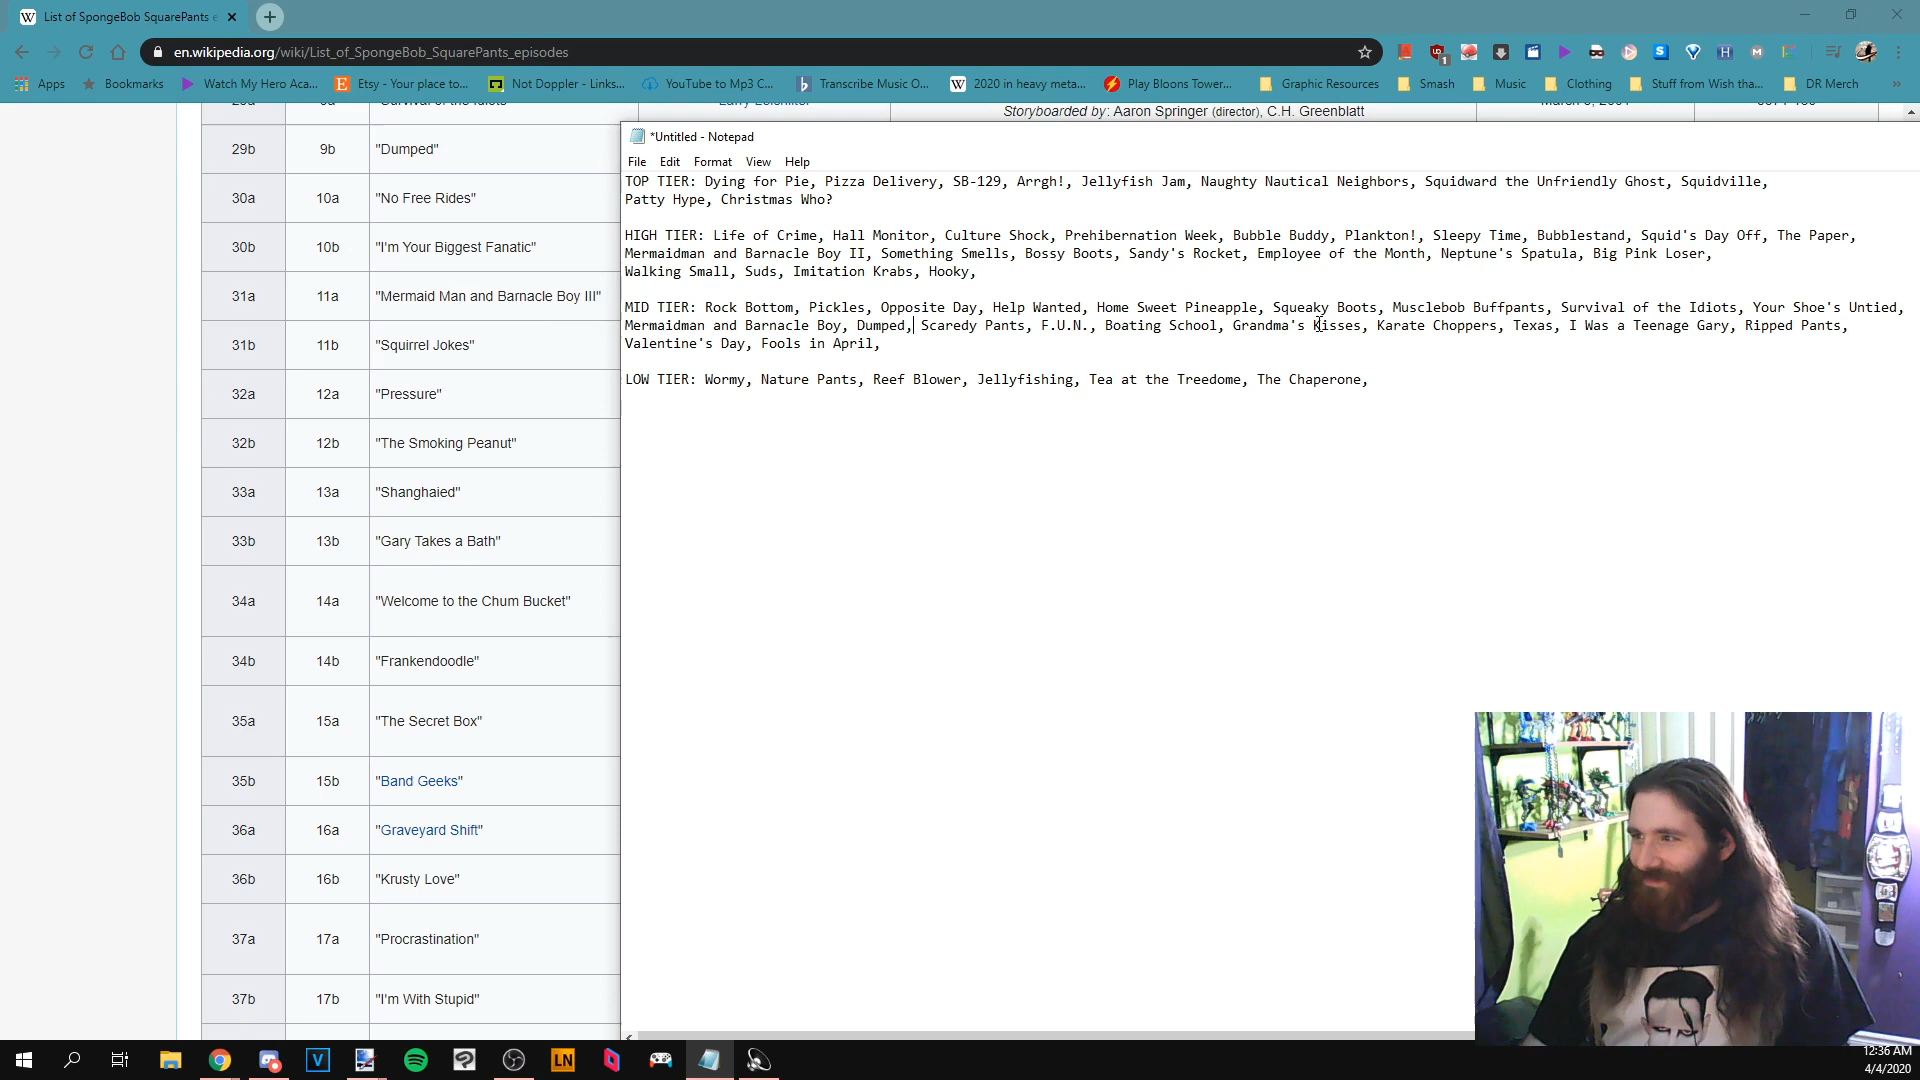 List of SpongeBob SquarePants e
en.wikipedia.org/wiki/List_of_SpongeBob_SquarePants_episodes
Apps Bookmarks Watch My Hero Aca... Etsy - Your place to... Not Doppler - Links... YouTube to Mp3 C... Transcribe Music O... 2020 in heavy meta... Play Bloons Tower... Graphic Resources Smash Music Clothing Stuff from Wish tha... DR Merch
Storyboarded by: Aaron Springer (director), C.H. Greenblatt
29b 9b "Dumped"
30a 10a "No Free Rides"
30b 10b "I'm Your Biggest Fanatic"
31a 11a "Mermaid Man and Barnacle Boy III"
31b 11b "Squirrel Jokes"
32a 12a "Pressure"
32b 12b "The Smoking Peanut"
33a 13a "Shanghaied"
33b 13b "Gary Takes a Bath"
34a 14a "Welcome to the Chum Bucket"
34b 14b "Frankendoodle"
35a 15a "The Secret Box"
35b 15b "Band Geeks"
36a 16a "Graveyard Shift"
36b 16b "Krusty Love"
37a 17a "Procrastination"
37b 17b "I'm With Stupid"
*Untitled - Notepad
File Edit Format View Help
TOP TIER: Dying for Pie, Pizza Delivery, SB-129, Arrgh!, Jellyfish Jam, Naughty Nautical Neighbors, Squidward the Unfriendly Ghost, Squidville,
Patty Hype, Christmas Who?
HIGH TIER: Life of Crime, Hall Monitor, Culture Shock, Prehibernation Week, Bubble Buddy, Plankton!, Sleepy Time, Bubblestand, Squid's Day Off, The Paper,
Mermaidman and Barnacle Boy II, Something Smells, Bossy Boots, Sandy's Rocket, Employee of the Month, Neptune's Spatula, Big Pink Loser,
Walking Small, Suds, Imitation Krabs, Hooky,
MID TIER: Rock Bottom, Pickles, Opposite Day, Help Wanted, Home Sweet Pineapple, Squeaky Boots, Musclebob Buffpants, Survival of the Idiots, Your Shoe's Untied,
Mermaidman and Barnacle Boy, Dumped, Scaredy Pants, F.U.N., Boating School, Grandma's Kisses, Karate Choppers, Texas, I Was a Teenage Gary, Ripped Pants,
Valentine's Day, Fools in April,
LOW TIER: Wormy, Nature Pants, Reef Blower, Jellyfishing, Tea at the Treedome, The Chaperone,
12:36 AM
4/4/2020